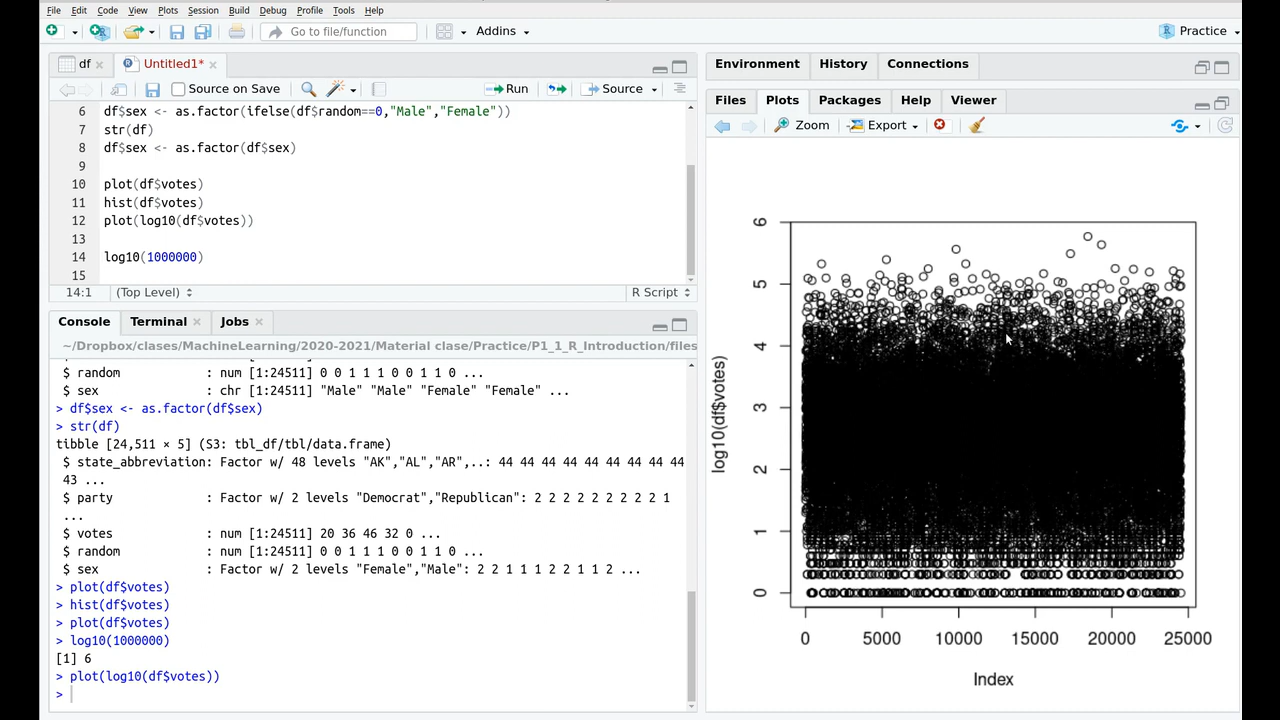 File Edit Code View Plots Session Build Debug Profile Tools Help
Go to file/function Addins Practice
df Untitled1*
Source on Save Run Source
6 df$sex <- as.factor(ifelse(df$random==0,"Male","Female"))
7 str(df)
8 df$sex <- as.factor(df$sex)
9
10 plot(df$votes)
11 hist(df$votes)
12 plot(log10(df$votes))
13
14 log10(1000000)
15
14:1 (Top Level) R Script
Console Terminal Jobs
~/Dropbox/clases/MachineLearning/2020-2021/Material clase/Practice/P1_1_R_Introduction/files
$ random : num [1:24511] 0 0 1 1 1 0 0 1 1 0 ...
$ sex : chr [1:24511] "Male" "Male" "Female" "Female" ...
> df$sex <- as.factor(df$sex)
> str(df)
tibble [24,511 × 5] (S3: tbl_df/tbl/data.frame)
$ state_abbreviation: Factor w/ 48 levels "AK","AL","AR",..: 44 44 44 44 44 44 44
43 ...
$ party : Factor w/ 2 levels "Democrat","Republican": 2 2 2 2 2 2 2 2 2 1
...
$ votes : num [1:24511] 20 36 46 32 0 ...
$ random : num [1:24511] 0 0 1 1 1 0 0 1 1 0 ...
$ sex : Factor w/ 2 levels "Female","Male": 2 2 1 1 1 2 2 1 1 2 ...
> plot(df$votes)
> hist(df$votes)
> plot(df$votes)
> log10(1000000)
[1] 6
> plot(log10(df$votes))
>
Environment History Connections
Files Plots Packages Help Viewer
Zoom Export
6
5
4
3
2
1
0
log10(df$votes)
0 5000 10000 15000 20000 25000
Index